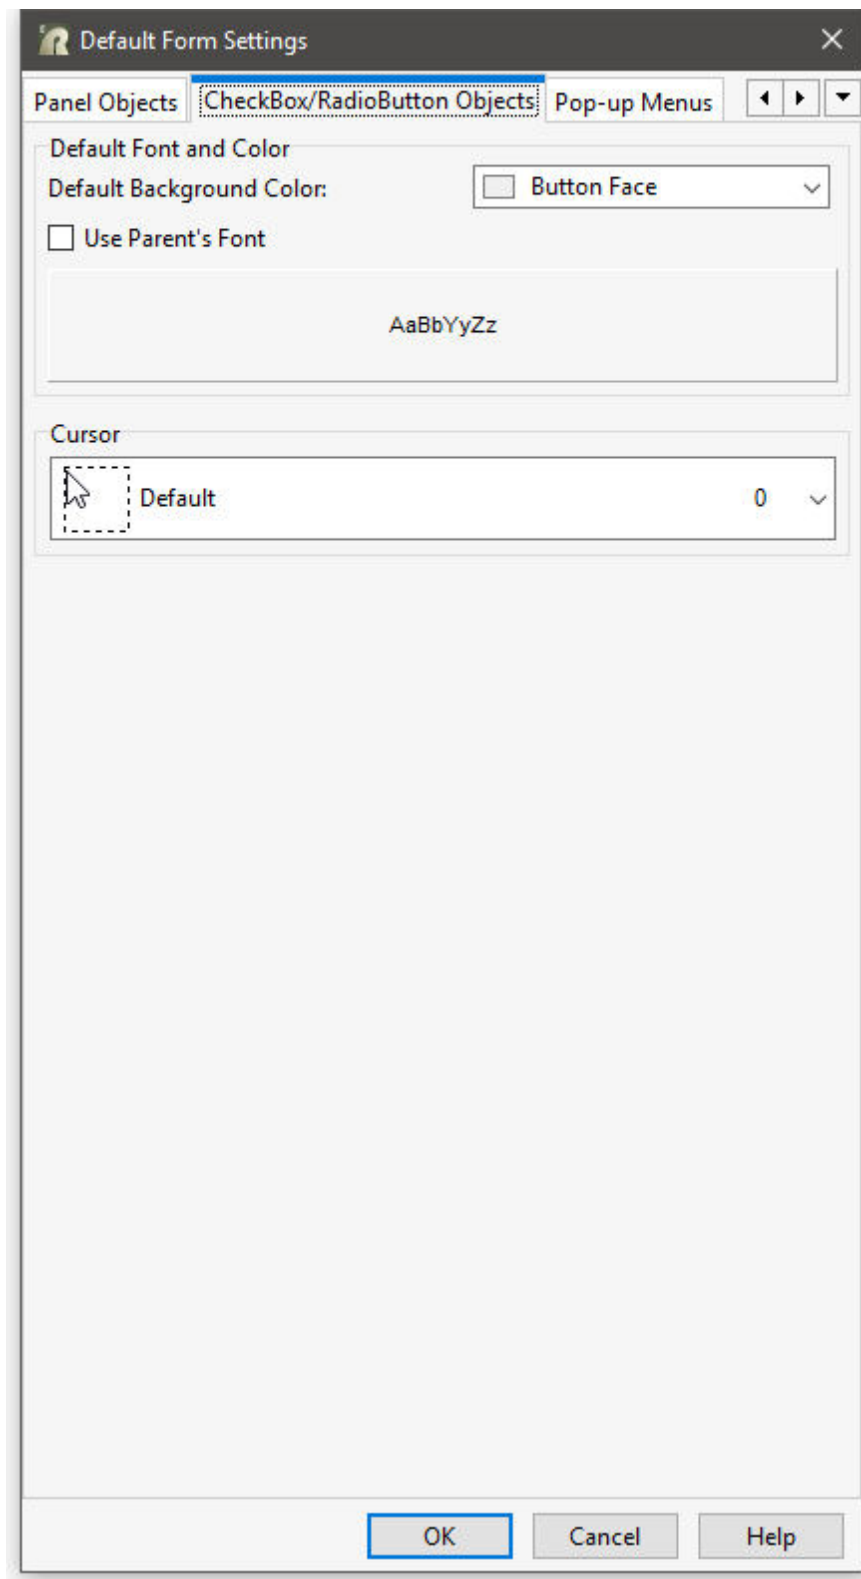 Default Form Settings
Panel Objects CheckBox/RadioButton Objects Pop-up Menus
Default Font and Color
Default Background Color: Button Face
Use Parent's Font
AaBbYyZz
Cursor
Default 0
OK Cancel Help